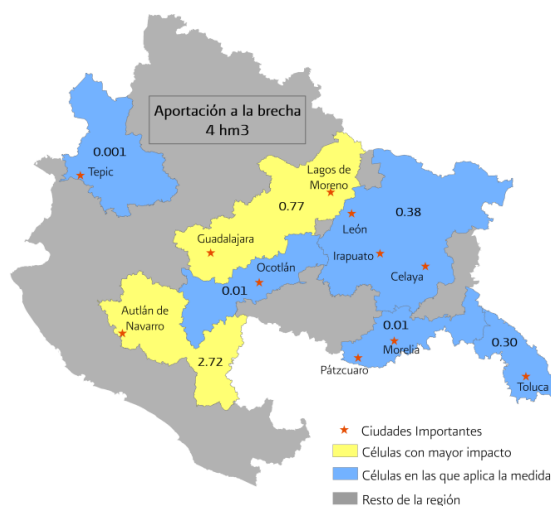 Aportación a la brecha
4 hm3
0.001
Tepic
Lagos de
Moreno
0.77
León
0.38
Guadalajara
Irapuato
Ocotlán
Celaya
0.01
Autlán de
Navarro
0.01
Morelia
0.30
2.72
Pátzcuaro
Toluca
Ciudades Importantes
Células con mayor impacto
Células en las que aplica la medida
Resto de la región